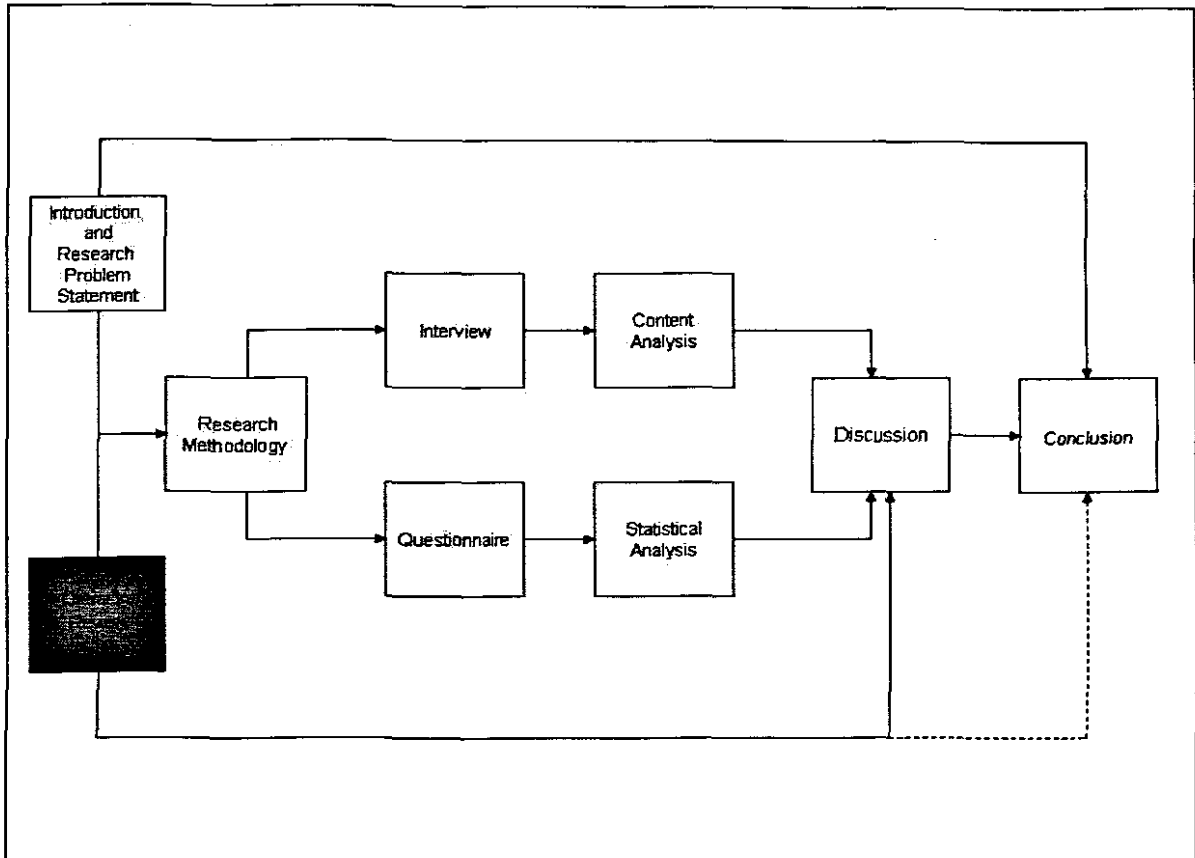 Introduction
and
Research
Problem
Statement
Interview
Content
Analysis
Research
Methodology
Discussion
Conclusion
Questionnaire
Statistical
Analysis